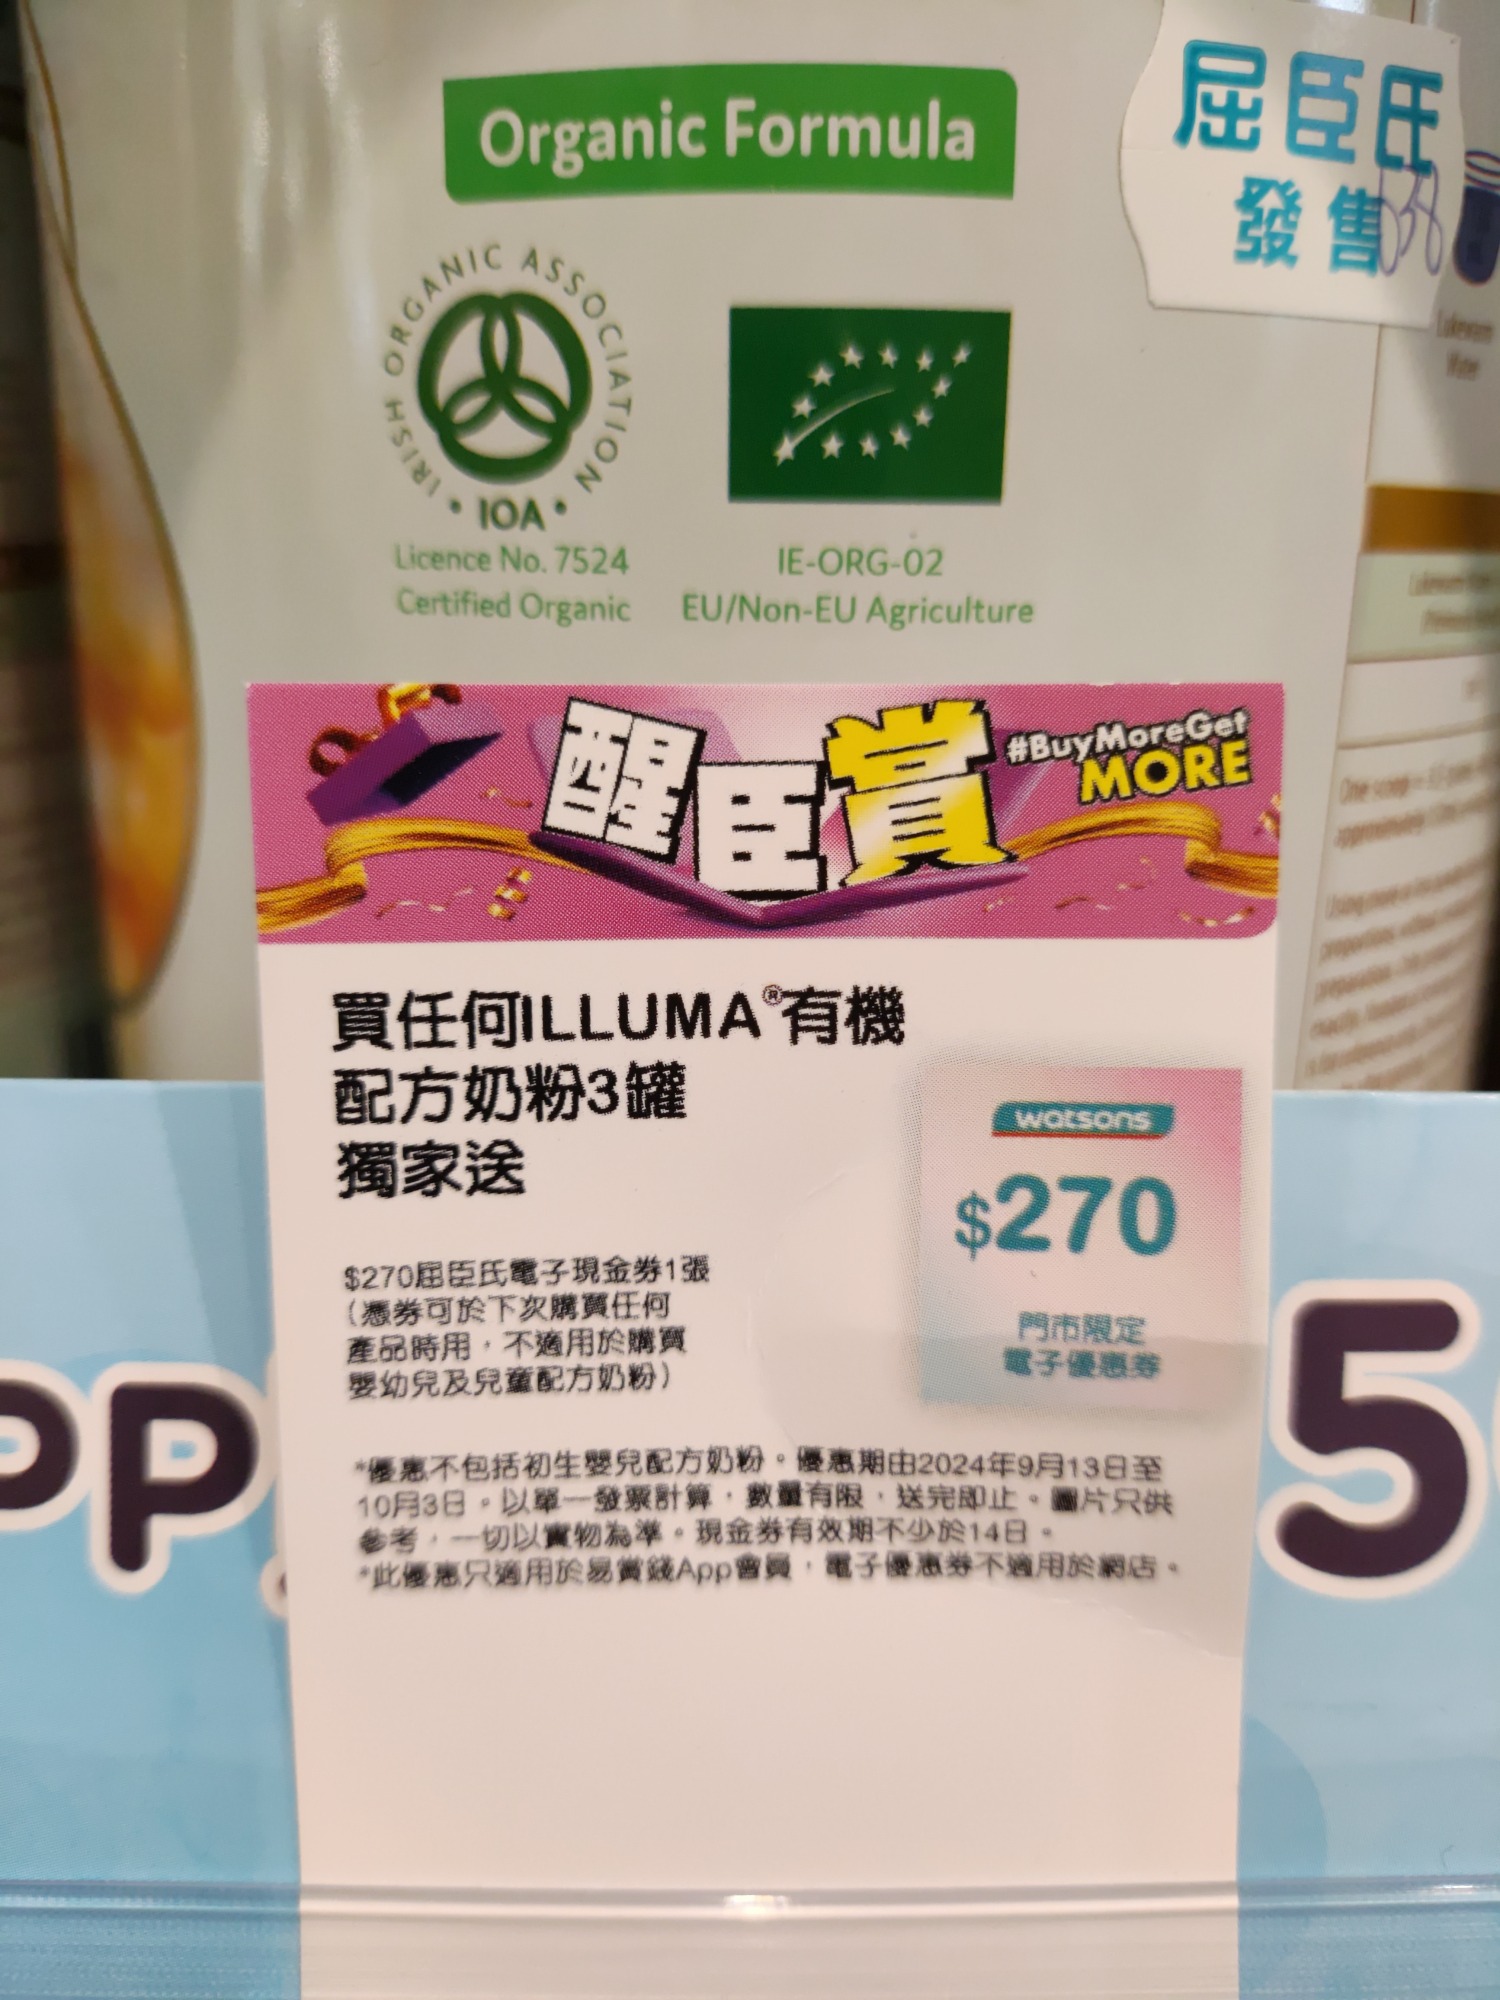 Organic Formula
屈臣氏
發售
IRISH ORGANIC ASSOCIATION
• IOA •
Licence No. 7524
Certified Organic
IE-ORG-02
EU/Non-EU Agriculture
Lukewarm
Water
醒臣賞
#BuyMoreGet
MORE
買任何ILLUMA®有機
配方奶粉3罐
獨家送
$270屈臣氏電子現金券1張
(憑券可於下次購買任何
產品時用，不適用於購買
嬰幼兒及兒童配方奶粉)
watsons
$270
門市限定
電子優惠券
*優惠不包括初生嬰兒配方奶粉。優惠期由2024年9月13日至
10月3日。以單一發票計算，數量有限，送完即止。圖片只供
參考，一切以實物為準。現金券有效期不少於14日。
*此優惠只適用於易賞錢App會員，電子優惠券不適用於網店。
PP
5